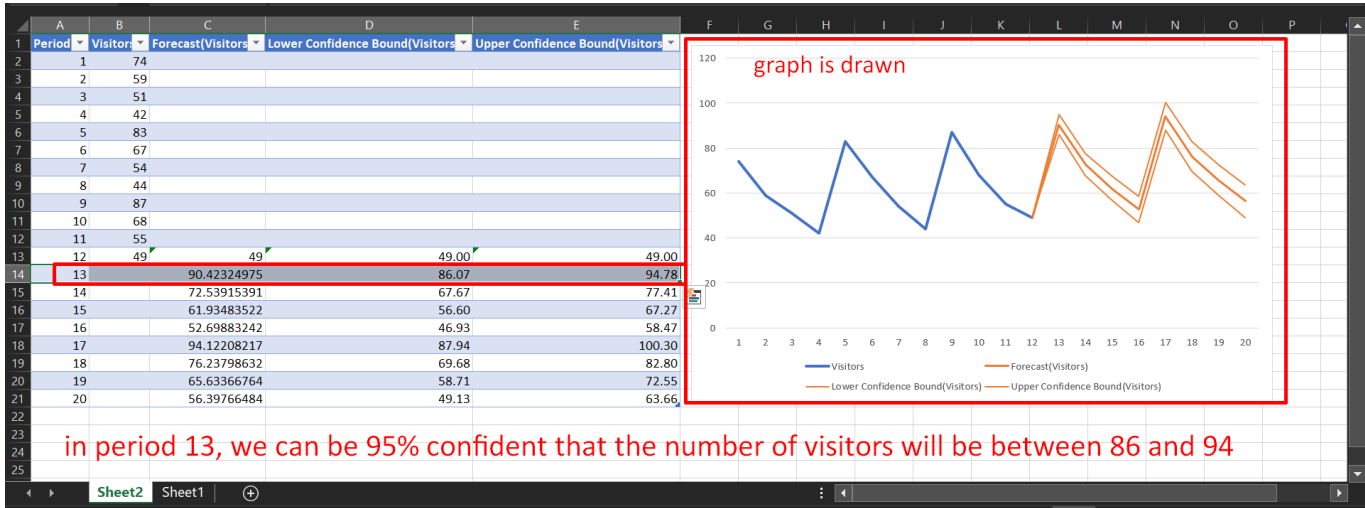 A B C D E F G H I J K L M N O P
1 Period Visitors Forecast(Visitors Lower Confidence Bound(Visitors Upper Confidence Bound(Visitors
2 1 74
3 2 59
4 3 51
5 4 42
6 5 83
7 6 67
8 7 54
9 8 44
10 9 87
11 10 68
12 11 55
13 12 49 49 49.00 49.00
14 13 90.42324975 86.07 94.78
15 14 72.53915391 67.67 77.41
16 15 61.93483522 56.60 67.27
17 16 52.69883242 46.93 58.47
18 17 94.12208217 87.94 100.30
19 18 76.23798632 69.68 82.80
20 19 65.63366764 58.71 72.55
21 20 56.39766484 49.13 63.66
22
23
24
25
graph is drawn
120
100
80
60
40
20
0
1 2 3 4 5 6 7 8 9 10 11 12 13 14 15 16 17 18 19 20
Visitors Forecast(Visitors)
Lower Confidence Bound(Visitors) Upper Confidence Bound(Visitors)
in period 13, we can be 95% confident that the number of visitors will be between 86 and 94
Sheet2 Sheet1